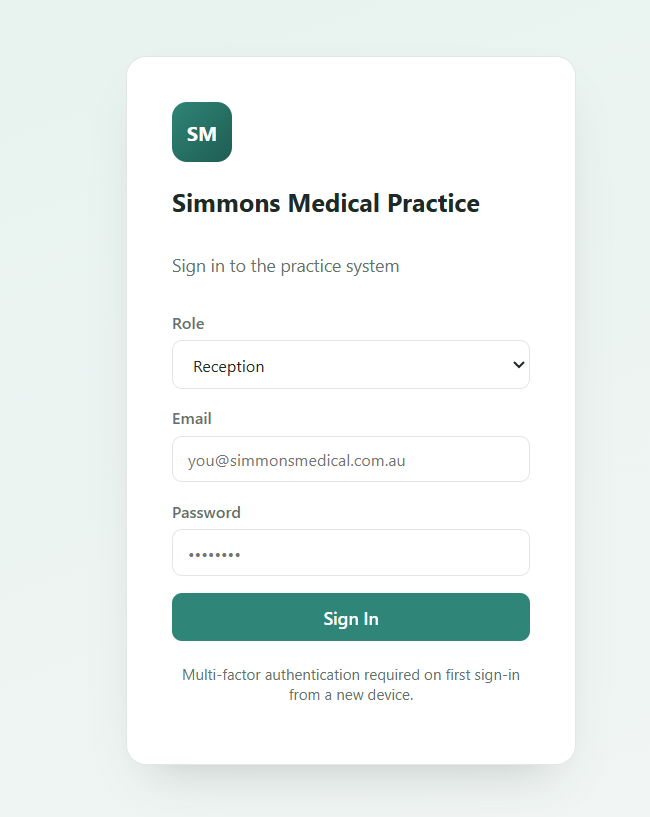 SM
Simmons Medical Practice
Sign in to the practice system
Role
Reception
Email
you@simmonsmedical.com.au
Password
••••••••
Sign In
Multi-factor authentication required on first sign-in
from a new device.